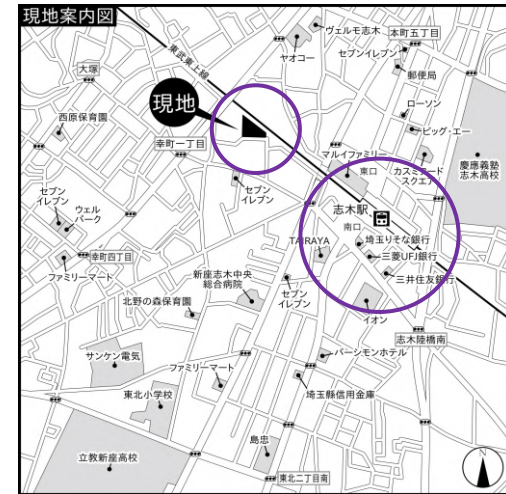 現地案内図
ヴェルモ志木
本町五丁目
セブンイレブン
ヤオコー
東武東上線
大塚
郵便局
現地
ローソン
西原保育園
ビッグ・エー
幸町一丁目
マルイファミリー
カスミフードスクエア
慶應義塾
志木高校
東口
セブン
イレブン
セブン
イレブン
志木駅
ウェル
パーク
南口
埼玉りそな銀行
TAIRAYA
三菱UFJ銀行
幸町四丁目
新座志木中央
総合病院
三井住友銀行
ファミリーマート
セブン
イレブン
北野の森保育園
イオン
志木陸橋南
サンケン電気
パーシモンホテル
ファミリーマート
埼玉縣信用金庫
東北小学校
島忠
立教新座高校
東北二丁目南
N